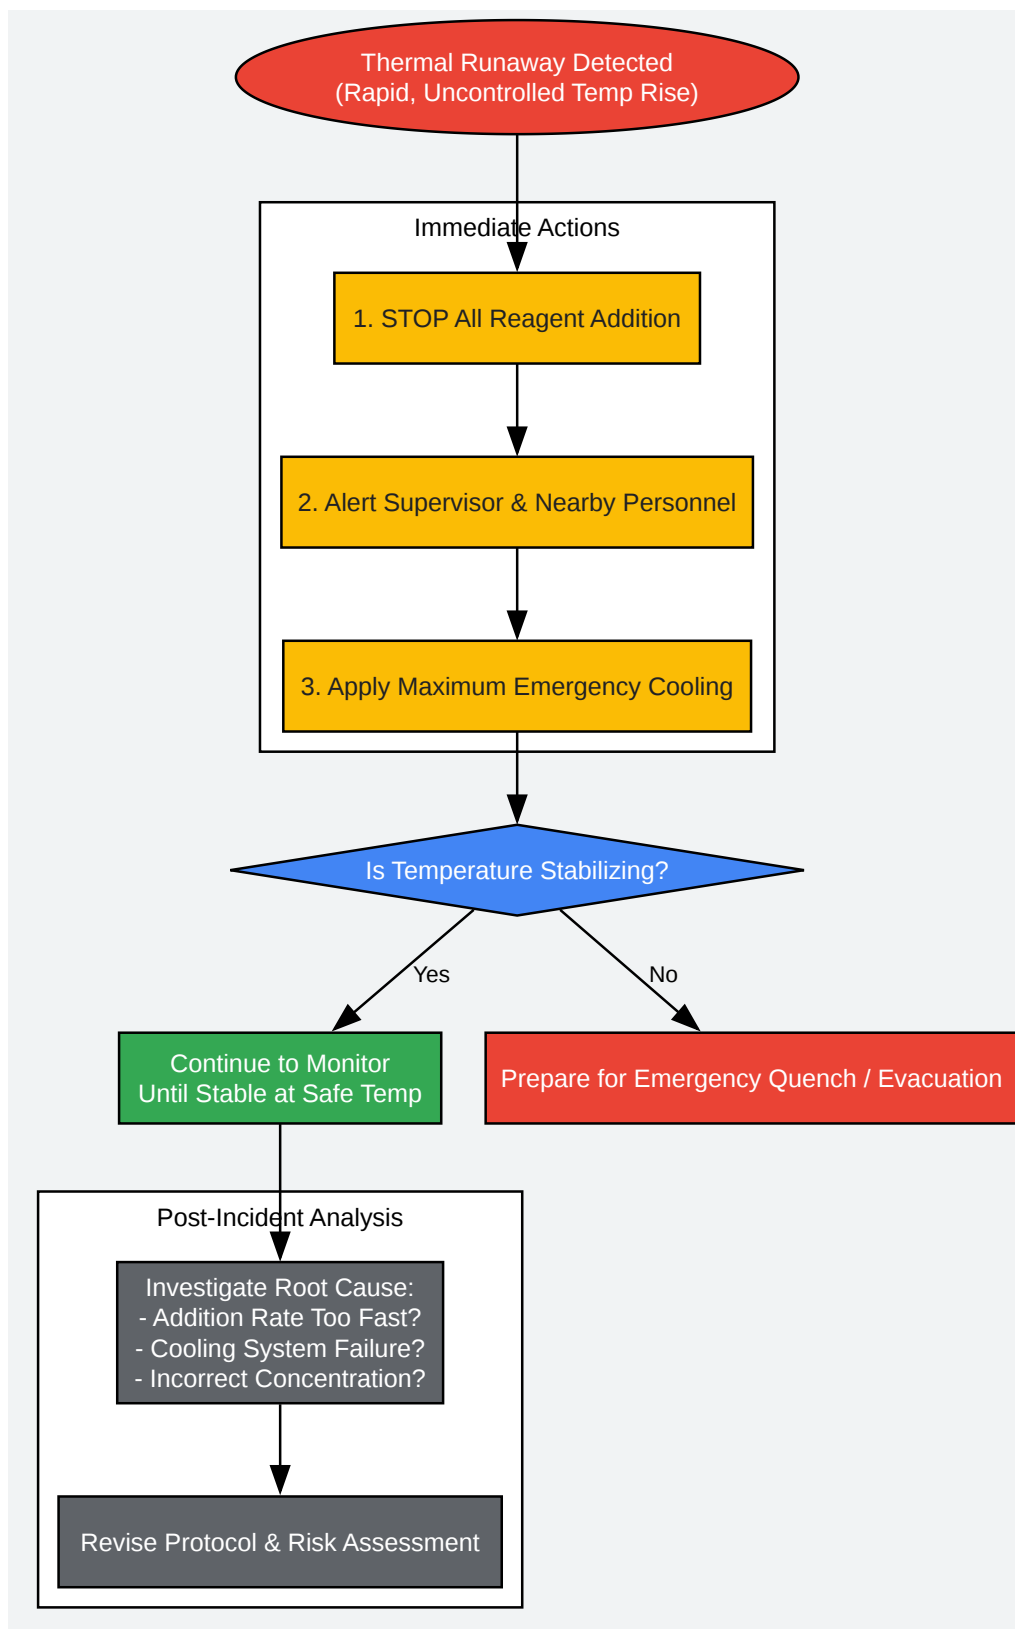 Thermal Runaway Detected
(Rapid, Uncontrolled Temp Rise)
Immediate Actions
1. STOP All Reagent Addition
2. Alert Supervisor & Nearby Personnel
3. Apply Maximum Emergency Cooling
Is Temperature Stabilizing?
Yes
No
Continue to Monitor
Until Stable at Safe Temp
Prepare for Emergency Quench / Evacuation
Post-Incident Analysis
Investigate Root Cause:
- Addition Rate Too Fast?
- Cooling System Failure?
- Incorrect Concentration?
Revise Protocol & Risk Assessment